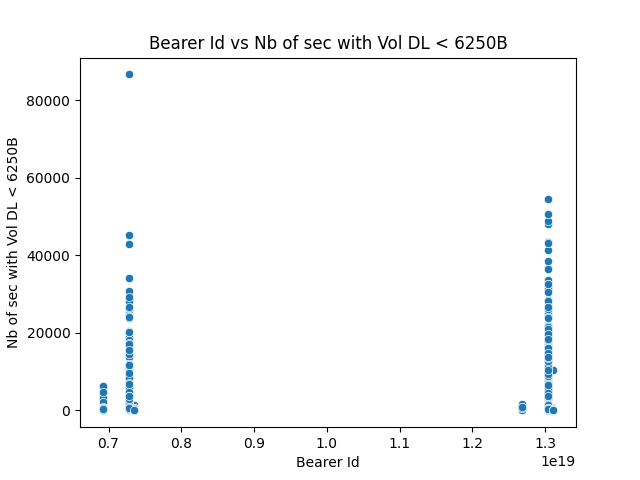 Bearer Id vs Nb of sec with Vol DL < 6250B
80000
60000
40000
20000
0
Nb of sec with Vol DL < 6250B
0.7 0.8 0.9 1.0 1.1 1.2 1.3
1e19
Bearer Id